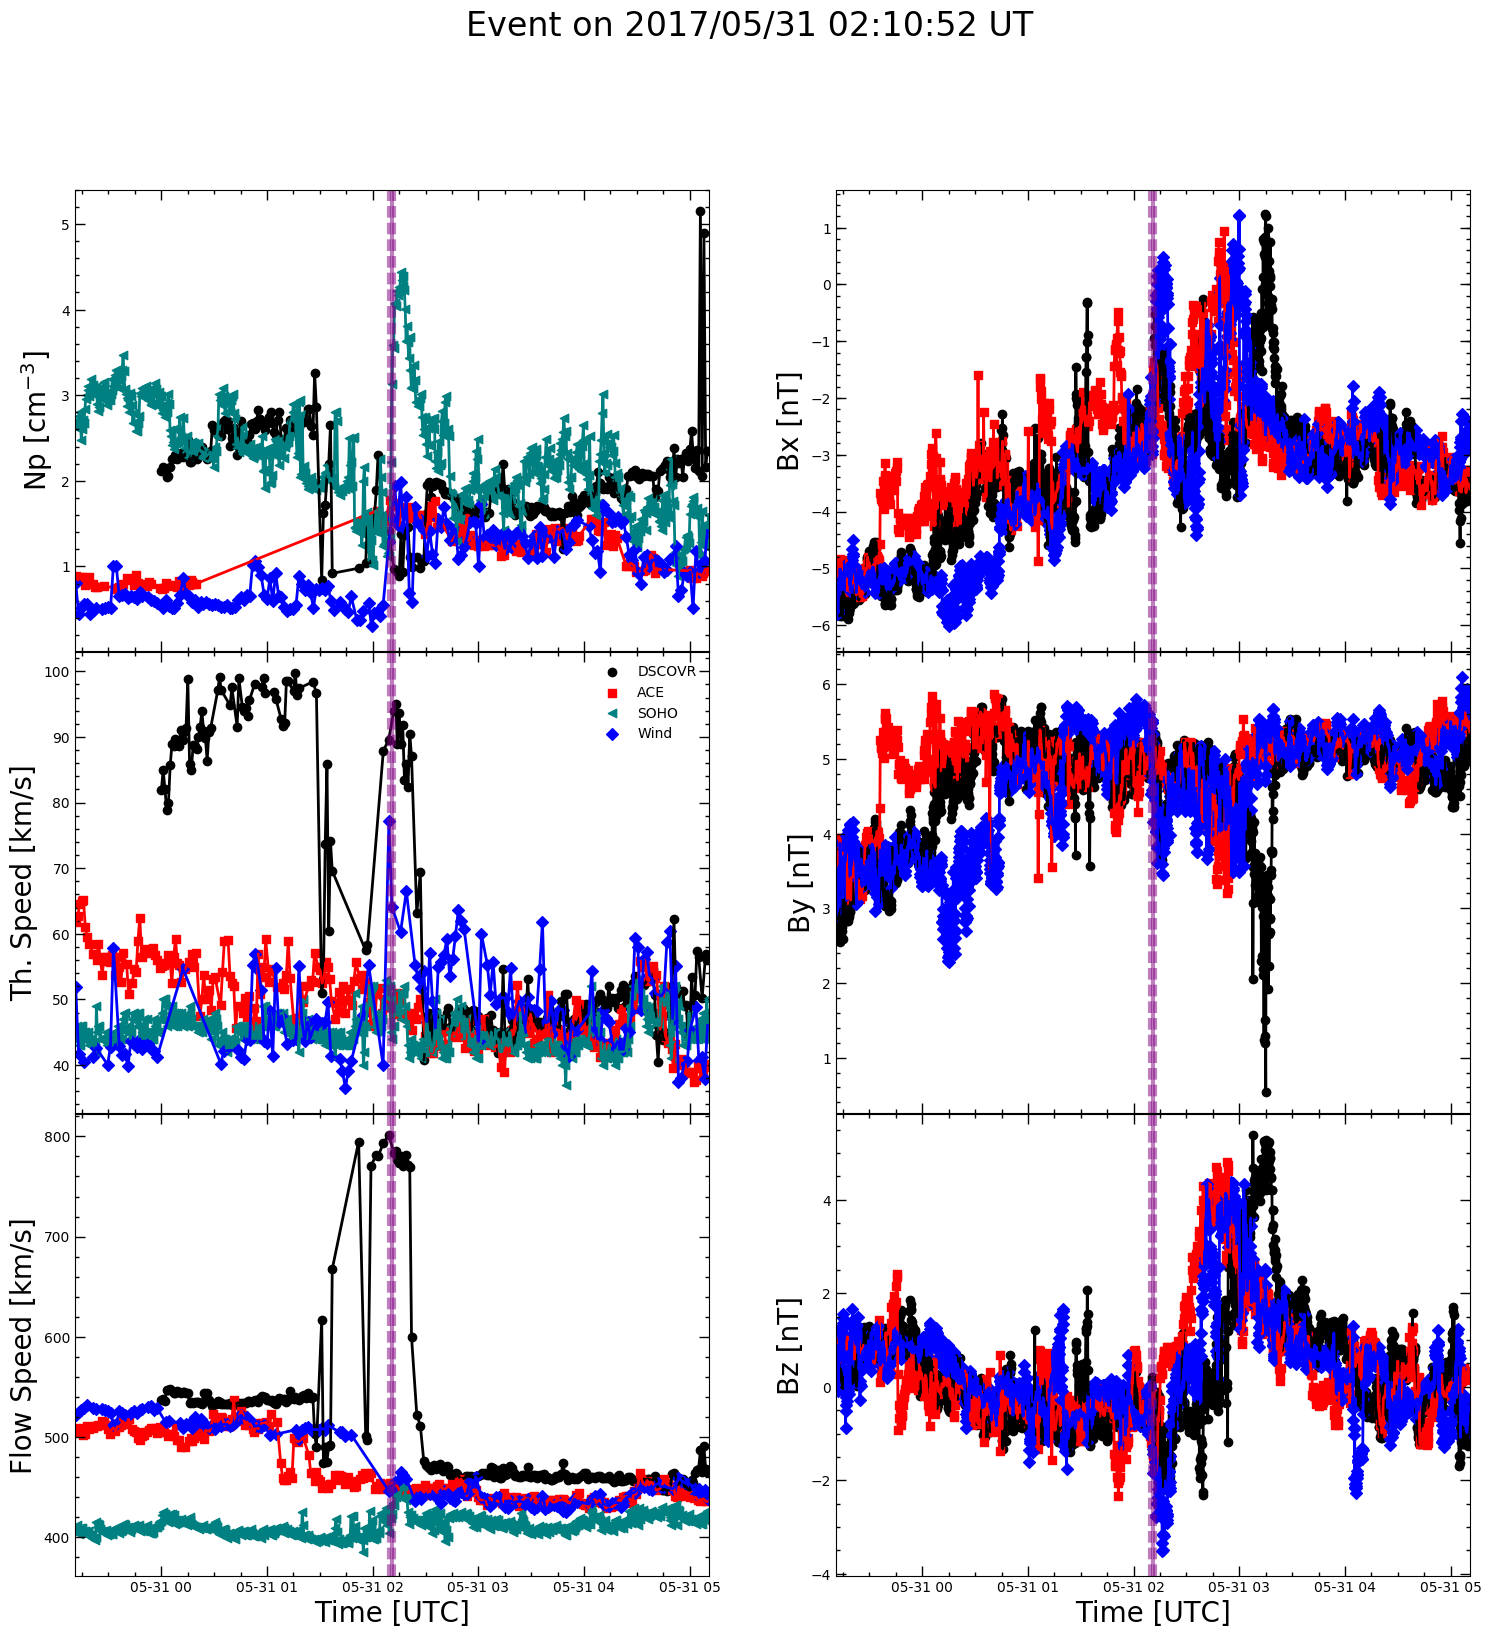 Event on 2017/05/31 02:10:52 UT
Np [cm⁻³]
5
4
3
2
1
Th. Speed [km/s]
100
90
80
70
60
50
40
DSCOVR
ACE
SOHO
Wind
Flow Speed [km/s]
800
700
600
500
400
05-31 00 05-31 01 05-31 02 05-31 03 05-31 04 05-31 05
Time [UTC]
Bx [nT]
1
0
−1
−2
−3
−4
−5
−6
By [nT]
6
5
4
3
2
1
Bz [nT]
4
2
0
−2
−4
05-31 00 05-31 01 05-31 02 05-31 03 05-31 04 05-31 05
Time [UTC]